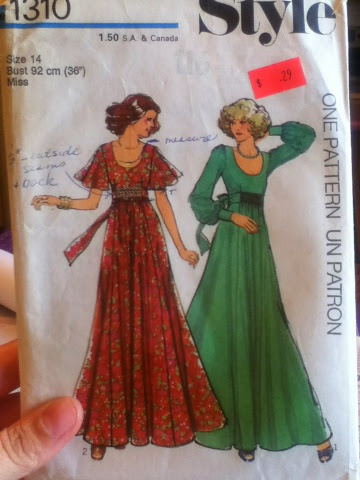 1310
Style
1.50 S.A. & Canada
Size 14
Bust 92 cm (36")
Miss
$ .29
measure
outside
seams
ONE PATTERN UN PATRON
2
1